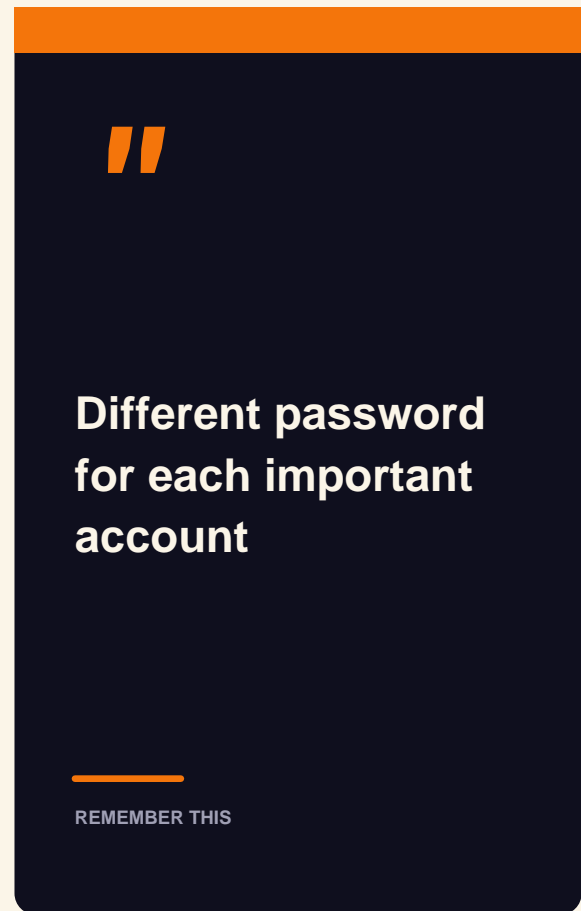 "
Different password
for each important
account
REMEMBER THIS